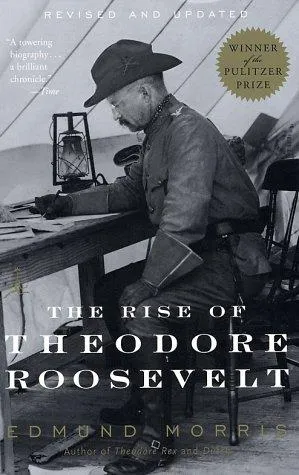 REVISED AND UPDATED
"A towering
biography...
a brilliant
chronicle."
— Time
WINNER
of the
PULITZER
PRIZE
THE RISE OF
THEODORE
ROOSEVELT
EDMUND MORRIS
Author of Theodore Rex and Dutch